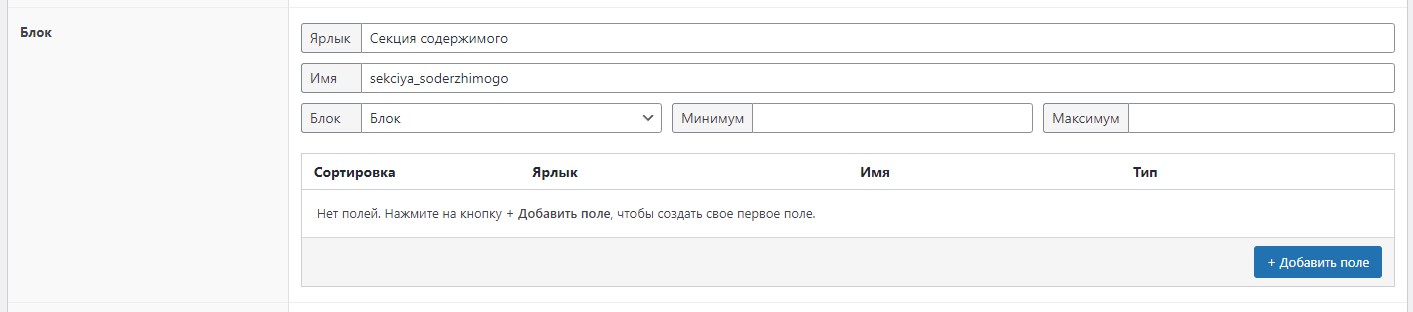 Блок
Ярлык Секция содержимого
Имя sekciya_soderzhimogo
Блок Блок Минимум Максимум
Сортировка Ярлык Имя Тип
Нет полей. Нажмите на кнопку + Добавить поле, чтобы создать свое первое поле.
+ Добавить поле